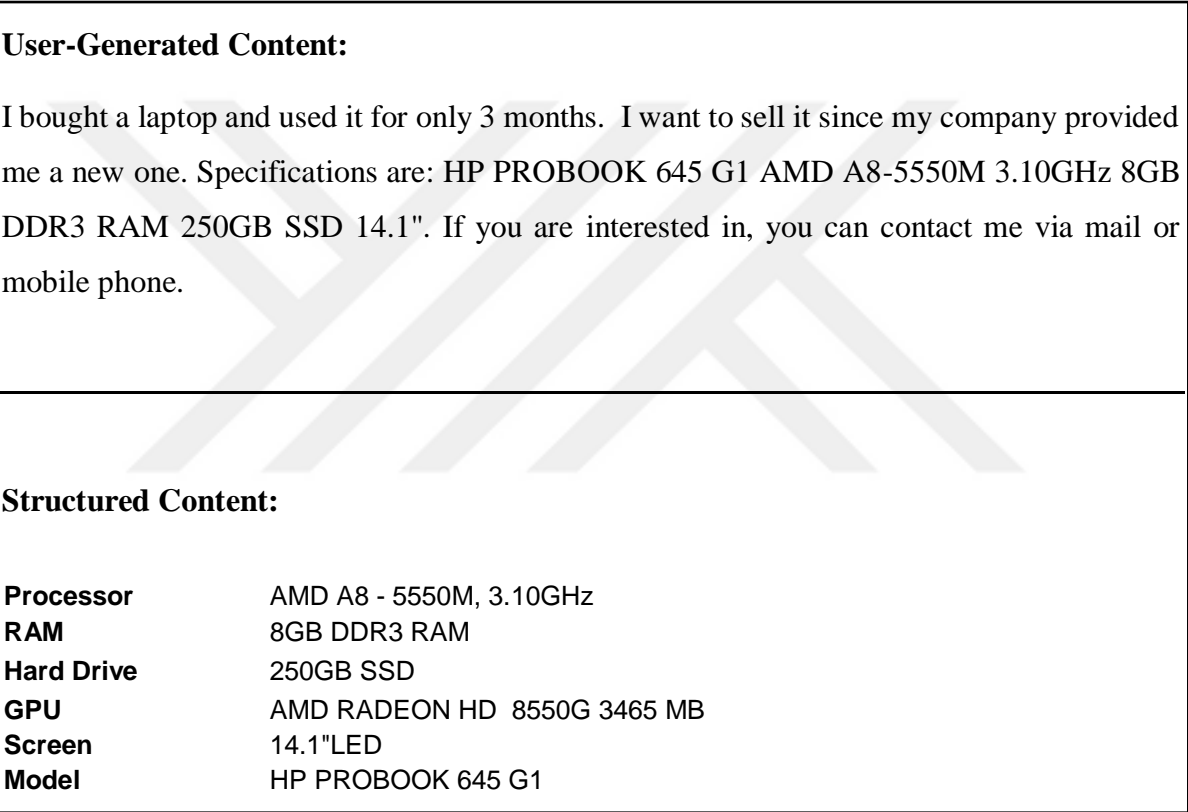 User-Generated Content:
I bought a laptop and used it for only 3 months.  I want to sell it since my company provided
me a new one. Specifications are: HP PROBOOK 645 G1 AMD A8-5550M 3.10GHz 8GB
DDR3 RAM 250GB SSD 14.1". If you are interested in, you can contact me via mail or
mobile phone.
Structured Content:
Processor AMD A8 - 5550M, 3.10GHz
RAM 8GB DDR3 RAM
Hard Drive 250GB SSD
GPU AMD RADEON HD  8550G 3465 MB
Screen 14.1"LED
Model HP PROBOOK 645 G1